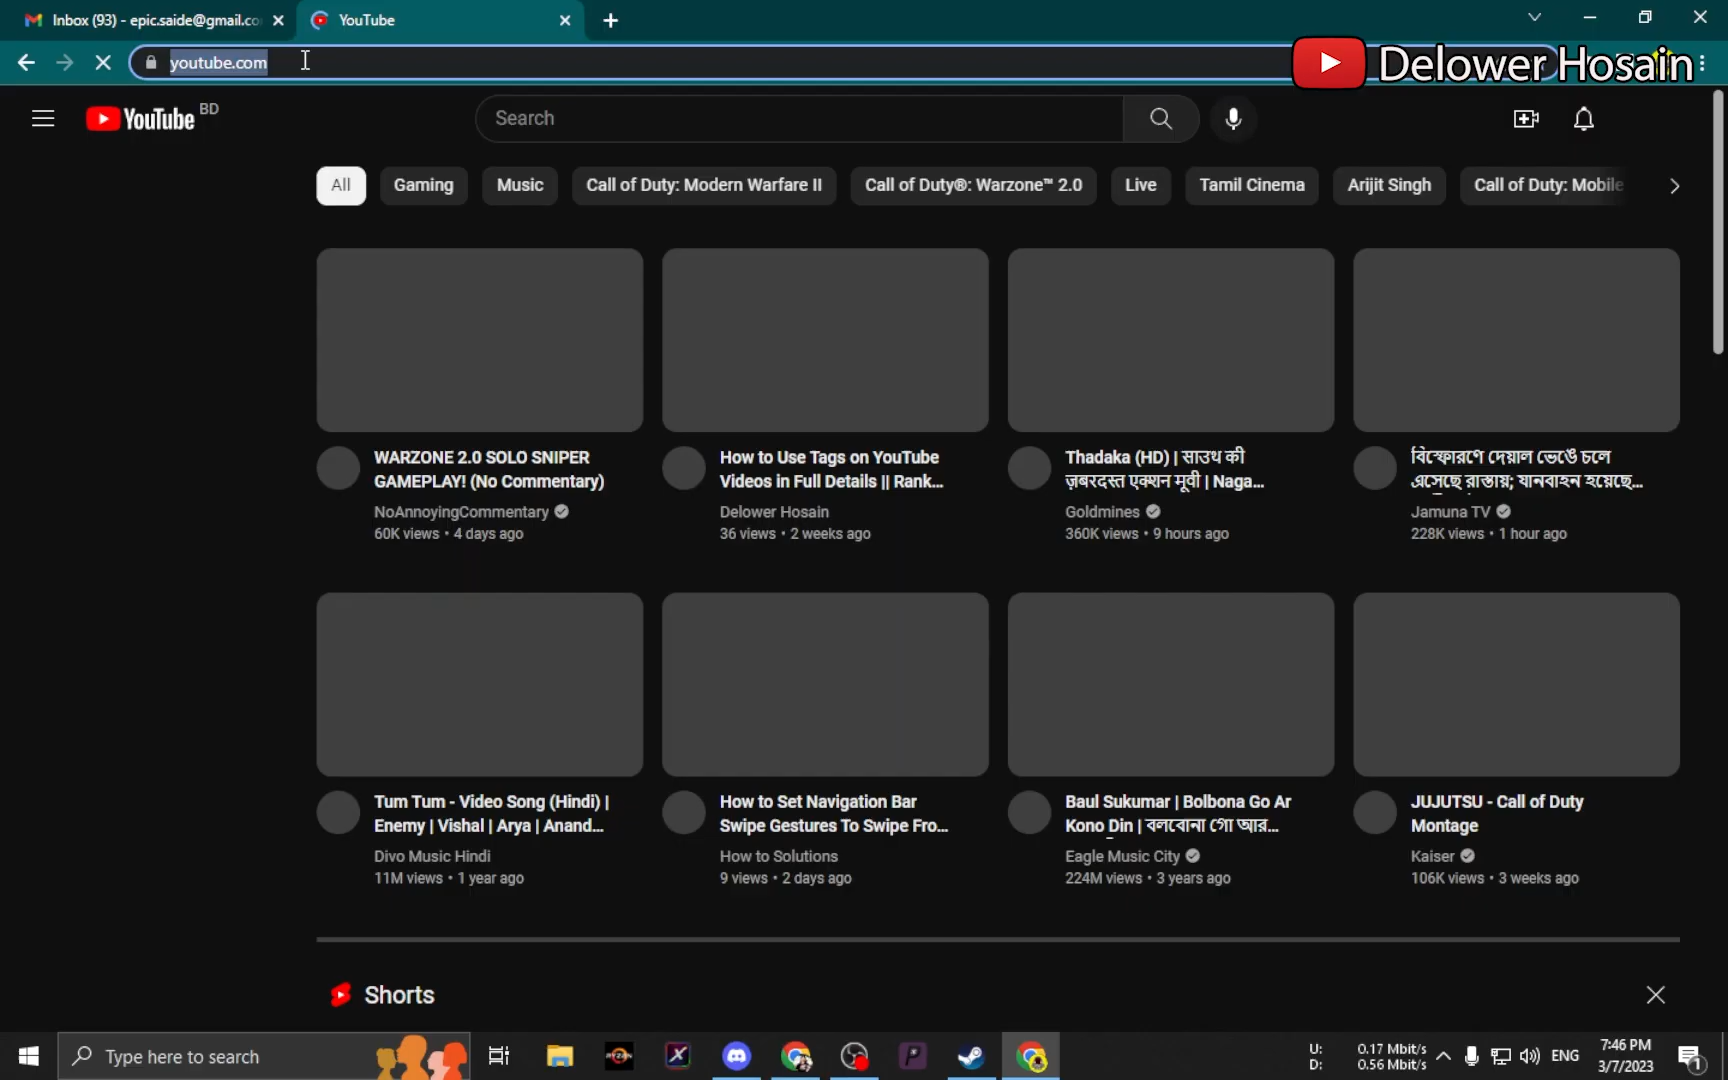 Inbox (93) - epic.saide@gmail.co
YouTube
youtube.com
Delower Hosain
YouTube BD
Search
All
Gaming
Music
Call of Duty: Modern Warfare II
Call of Duty®: Warzone™ 2.0
Live
Tamil Cinema
Arijit Singh
Call of Duty: Mobile
WARZONE 2.0 SOLO SNIPER
GAMEPLAY! (No Commentary)
NoAnnoyingCommentary
60K views • 4 days ago
How to Use Tags on YouTube
Videos in Full Details || Rank...
Delower Hosain
36 views • 2 weeks ago
Thadaka (HD) | साउथ की
ज़बरदस्त एक्शन मूवी | Naga...
Goldmines
360K views • 9 hours ago
বিস্ফোরণে দেয়াল ভেঙে চলে
এসেছে রাস্তায়; যানবাহন হয়েছে...
Jamuna TV
228K views • 1 hour ago
Tum Tum - Video Song (Hindi) |
Enemy | Vishal | Arya | Anand...
Divo Music Hindi
11M views • 1 year ago
How to Set Navigation Bar
Swipe Gestures To Swipe Fro...
How to Solutions
9 views • 2 days ago
Baul Sukumar | Bolbona Go Ar
Kono Din | বলবোনা গো আর...
Eagle Music City
224M views • 3 years ago
JUJUTSU - Call of Duty
Montage
Kaiser
106K views • 3 weeks ago
Shorts
Type here to search
U: 0.17 Mbit/s
D: 0.56 Mbit/s
ENG
7:46 PM
3/7/2023
1